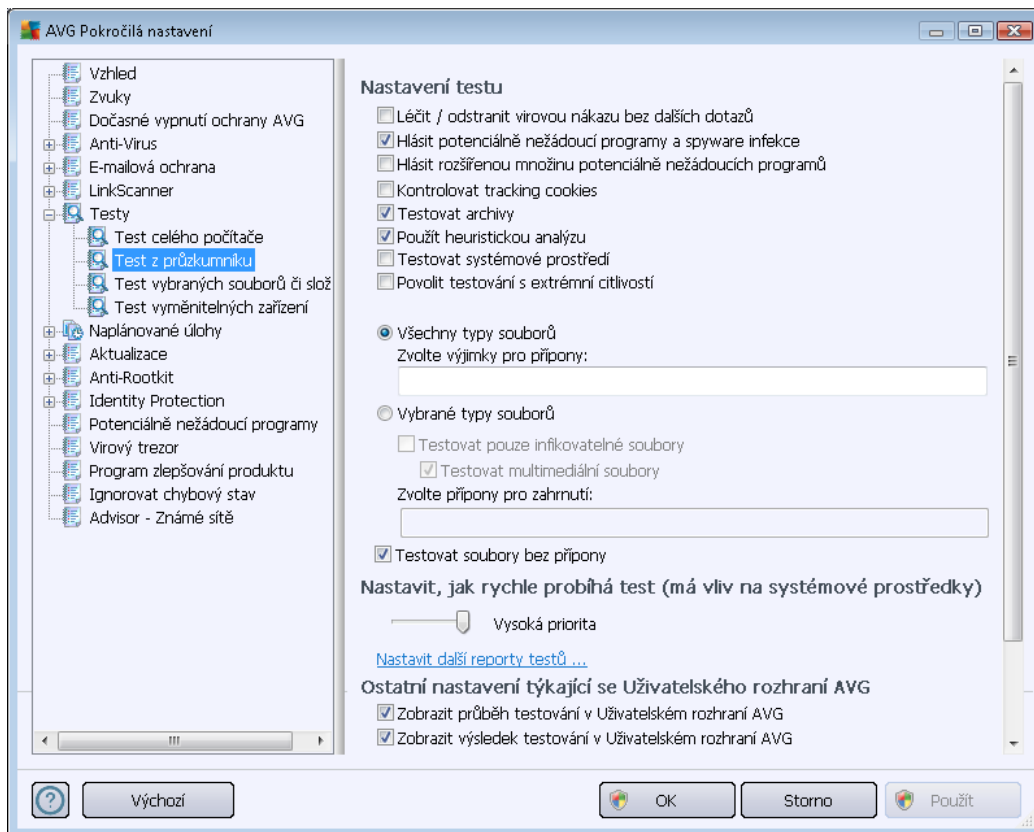 AVG Pokročilá nastavení
Vzhled
Zvuky
Dočasné vypnutí ochrany AVG
Anti-Virus
E-mailová ochrana
LinkScanner
Testy
Test celého počítače
Test z průzkumníku
Test vybraných souborů či slož
Test vyměnitelných zařízení
Naplánované úlohy
Aktualizace
Anti-Rootkit
Identity Protection
Potenciálně nežádoucí programy
Virový trezor
Program zlepšování produktu
Ignorovat chybový stav
Advisor - Známé sítě
Nastavení testu
Léčit / odstranit virovou nákazu bez dalších dotazů
Hlásit potenciálně nežádoucí programy a spyware infekce
Hlásit rozšířenou množinu potenciálně nežádoucích programů
Kontrolovat tracking cookies
Testovat archivy
Použít heuristickou analýzu
Testovat systémové prostředí
Povolit testování s extrémní citlivostí
Všechny typy souborů
Zvolte výjimky pro přípony:
Vybrané typy souborů
Testovat pouze infikovatelné soubory
Testovat multimediální soubory
Zvolte přípony pro zahrnutí:
Testovat soubory bez přípony
Nastavit, jak rychle probíhá test (má vliv na systémové prostředky)
Vysoká priorita
Nastavit další reporty testů ...
Ostatní nastavení týkající se Uživatelského rozhraní AVG
Zobrazit průběh testování v Uživatelském rozhraní AVG
Zobrazit výsledek testování v Uživatelském rozhraní AVG
Výchozí
OK
Storno
Použít